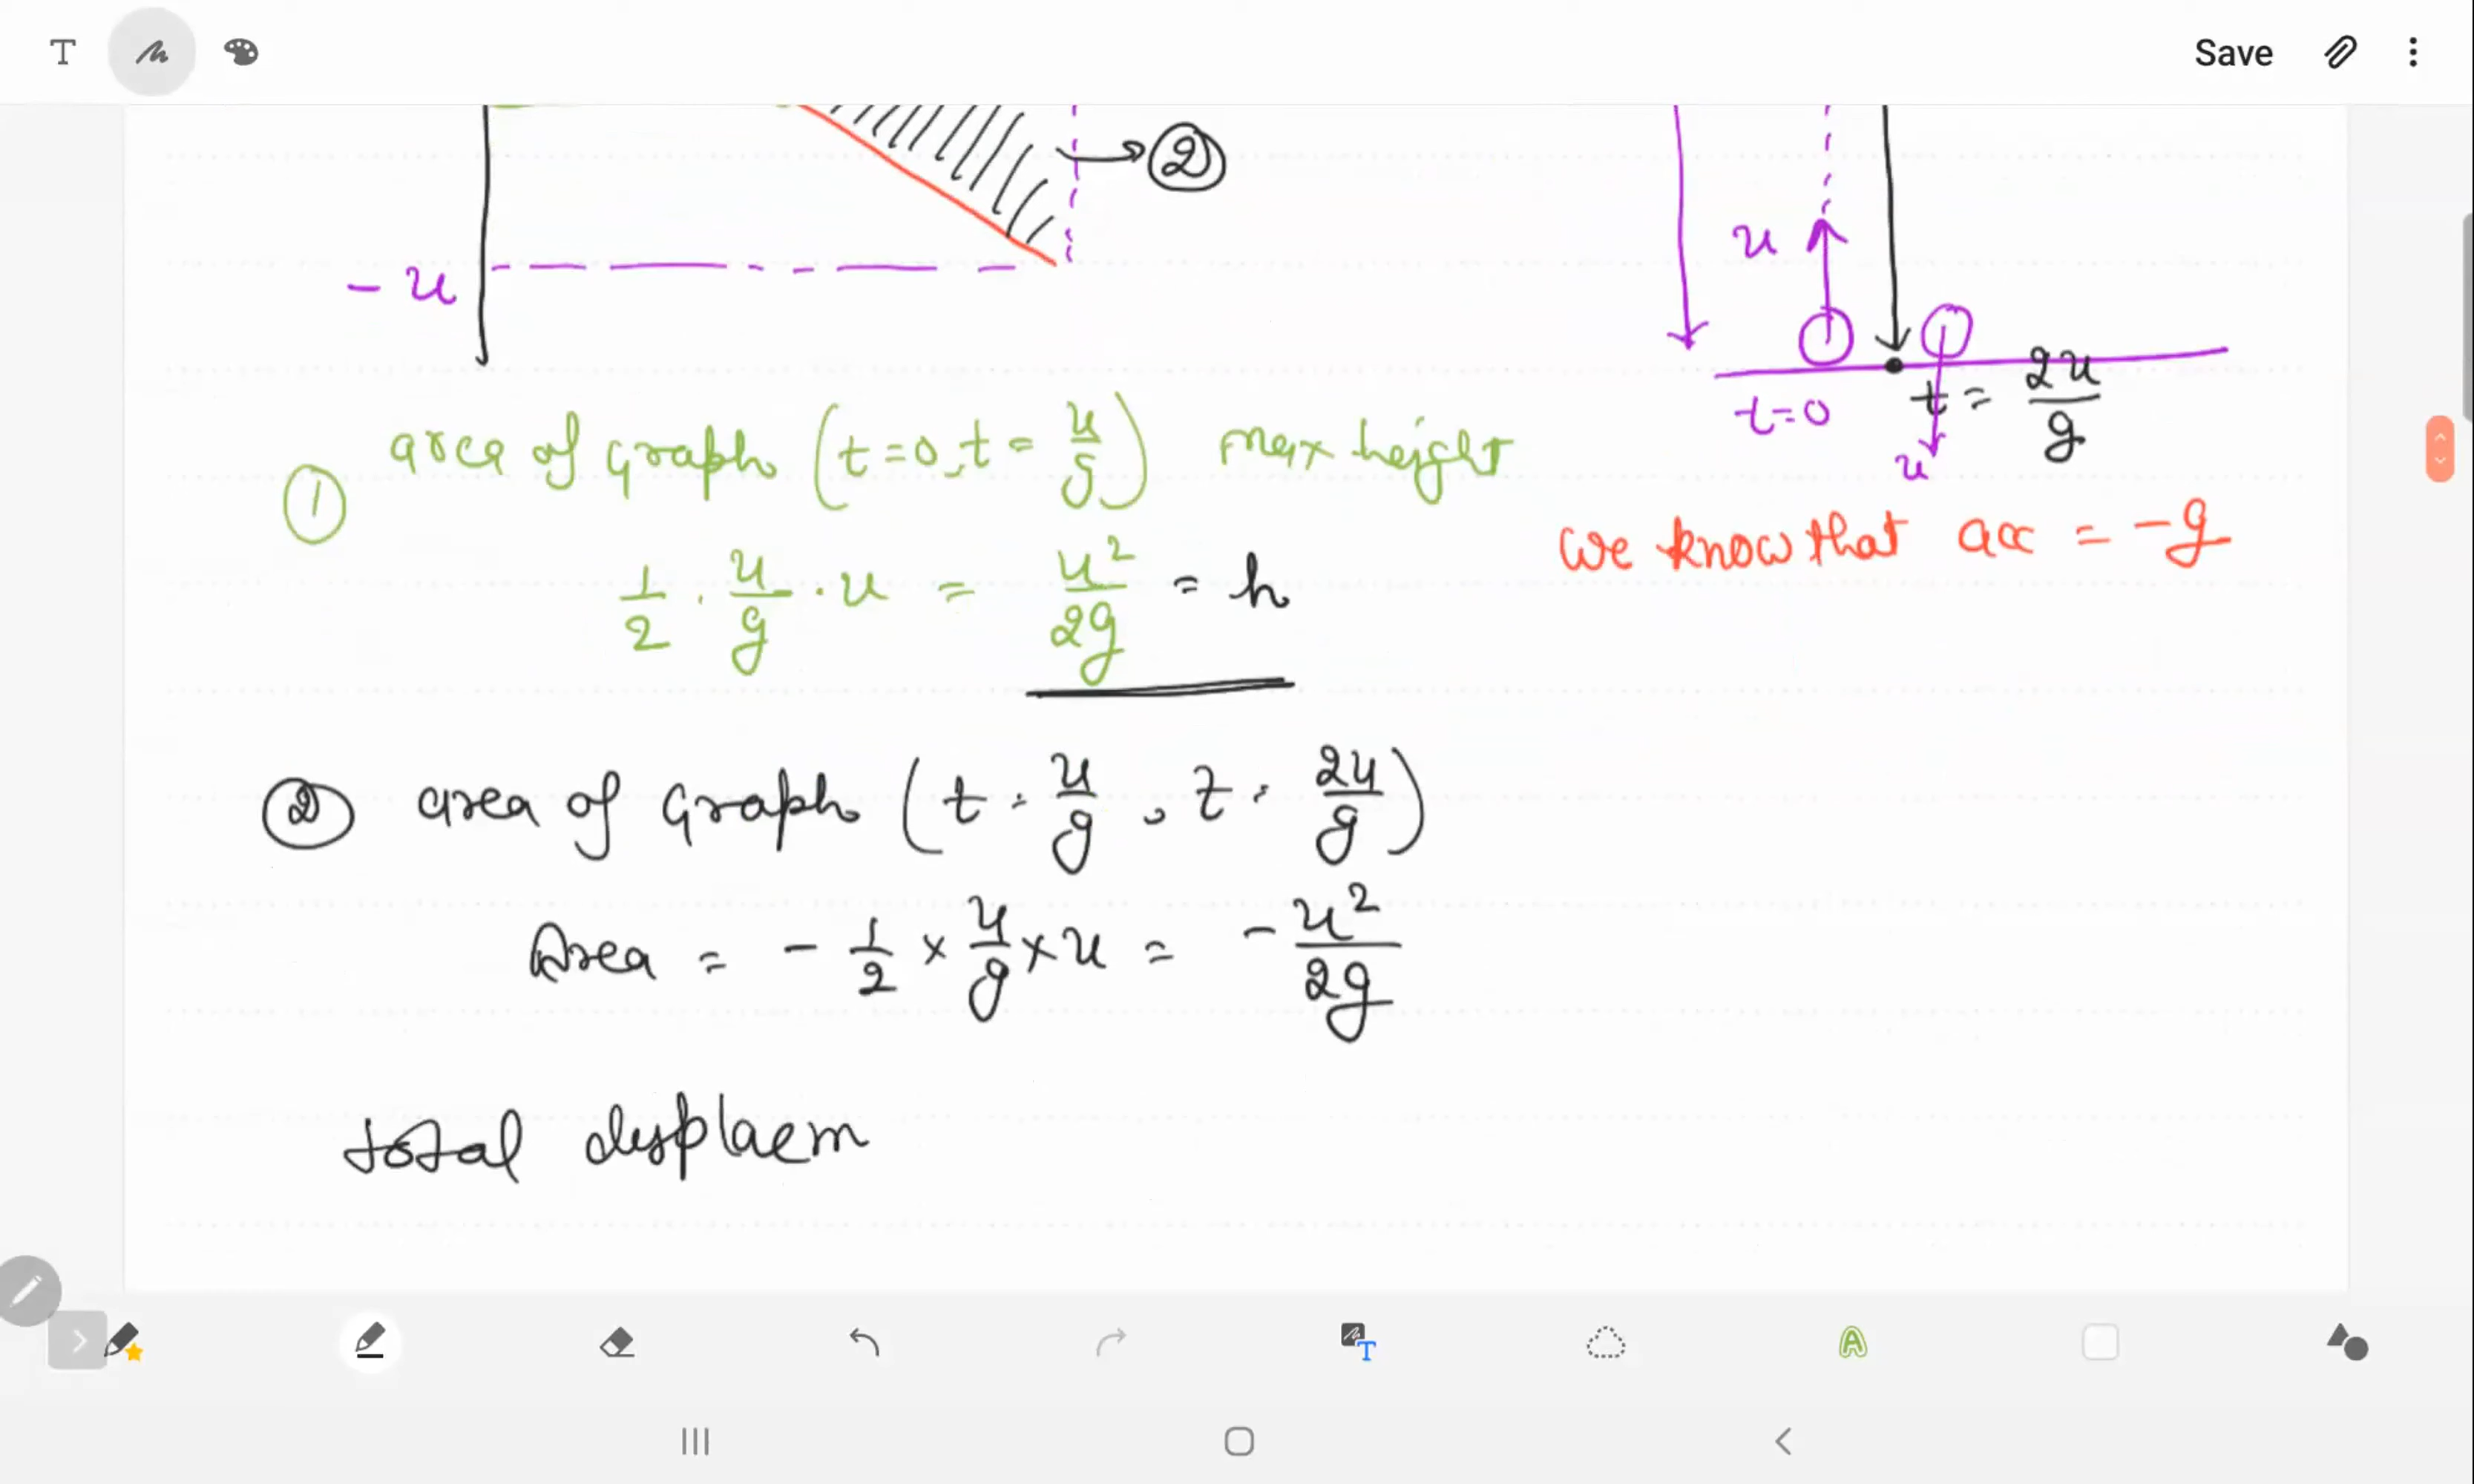 T
Save
②
u
- u
t=0
t = 2u/g
u
area of graph (t=0, t = u/g) max height
①
we know that acc = -g
1/2 · u/g · u = u²/2g = h
② area of Graph (t = u/g, t = 2u/g)
Area = - 1/2 × u/g × u = - u²/2g
total displaem
T
A